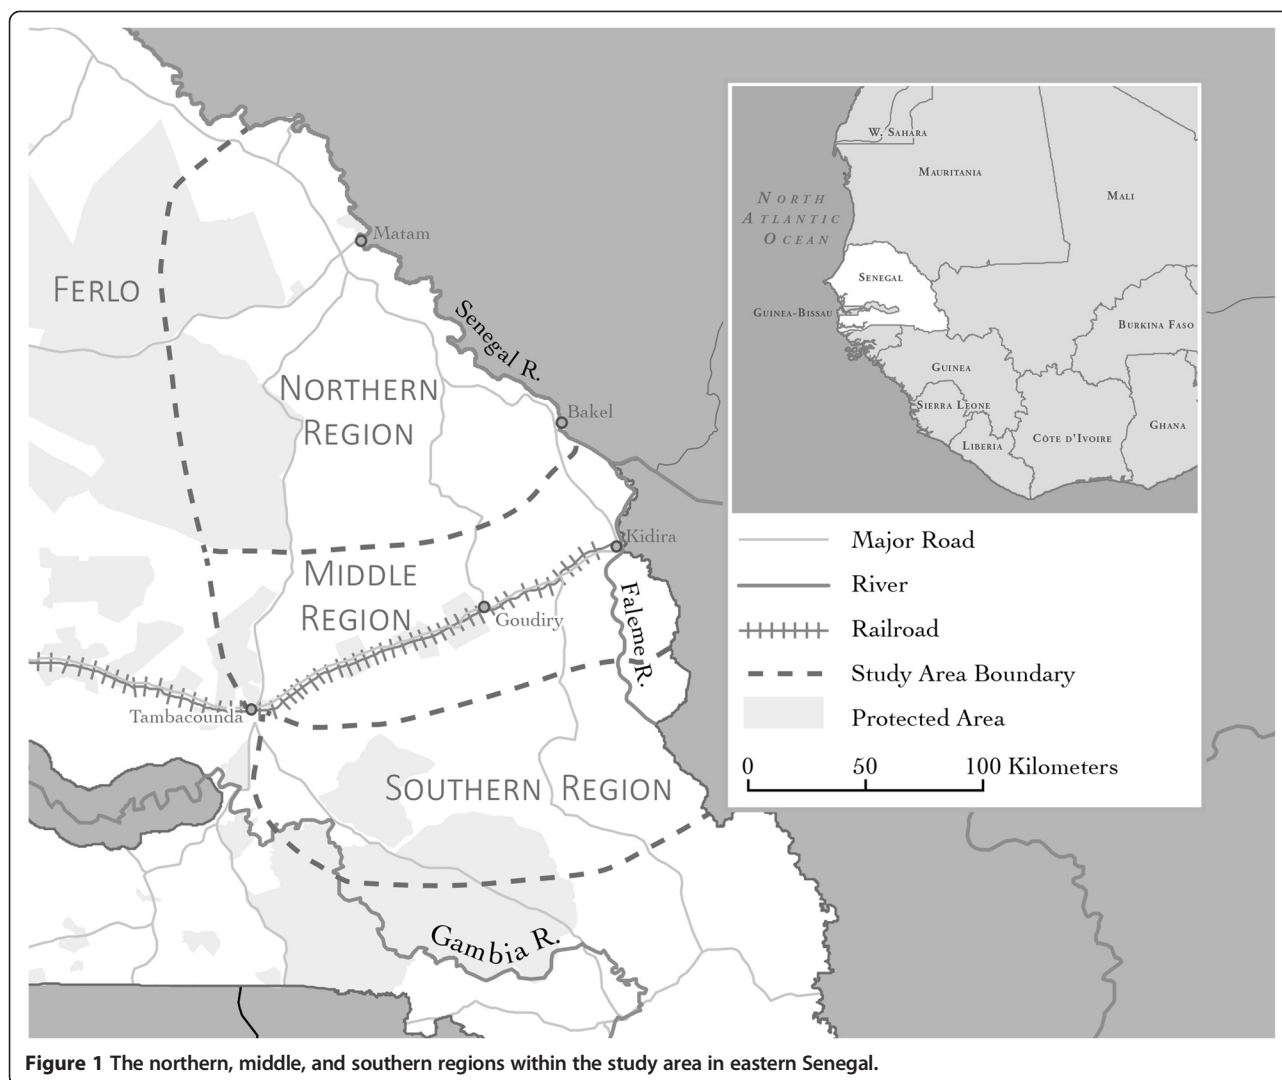 Matam
FERLO
Senegal R.
NORTHERN
REGION
Bakel
Kidira
MIDDLE
REGION
Goudiry
Faleme R.
Tambacounda
SOUTHERN REGION
Gambia R.
W. SAHARA
MAURITANIA
MALI
NORTH
ATLANTIC
OCEAN
SENEGAL
GUINEA-BISSAU
BURKINA FASO
GUINEA
SIERRA LEONE
LIBERIA
CÔTE D'IVOIRE
GHANA
Major Road
River
Railroad
Study Area Boundary
Protected Area
0 50 100 Kilometers
Figure 1 The northern, middle, and southern regions within the study area in eastern Senegal.